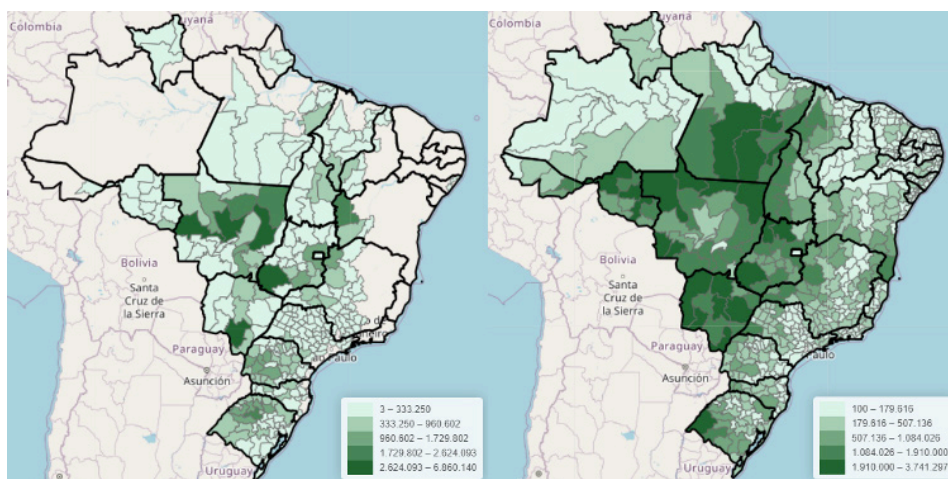 Colombia
Guyana
Bolivia
Santa
Cruz de
la Sierra
Paraguay
Asunción
Uruguay
3 – 333.250
333.250 – 960.602
960.602 – 1.729.802
1.729.802 – 2.624.093
2.624.093 – 6.860.140
Colombia
uyana
Bolivia
Santa
Cruz de
la Sierra
Paulo
Paraguay
Asunción
Uruguay
100 – 179.616
179.616 – 507.136
507.136 – 1.084.026
1.084.026 – 1.910.000
1.910.000 – 3.741.297